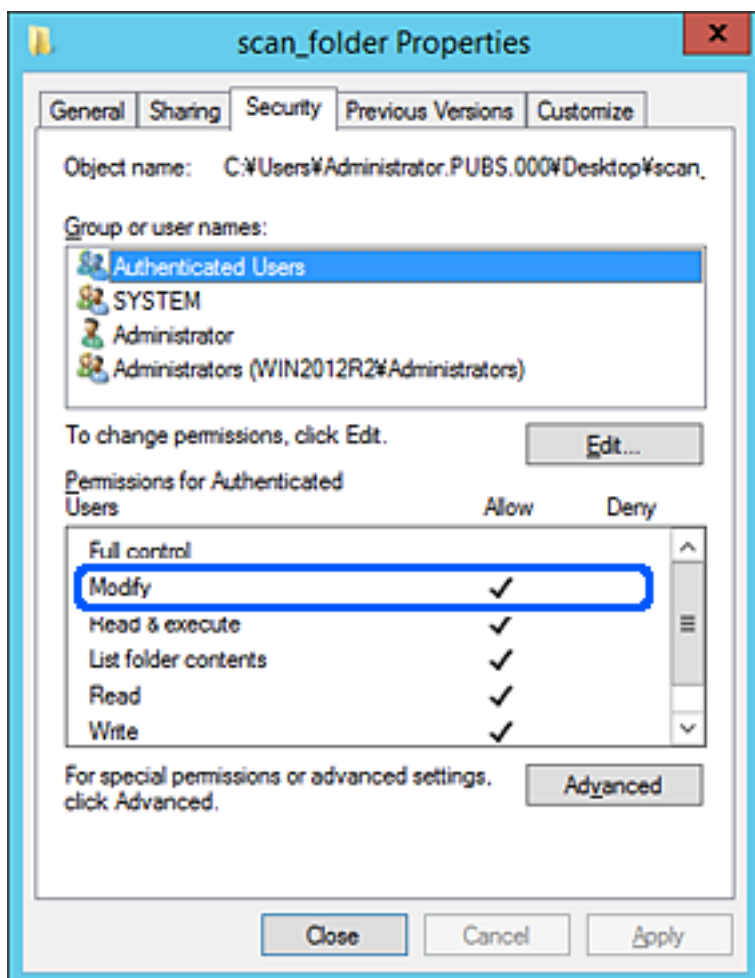 scan_folder Properties
x
General Sharing Security Previous Versions Customize
Object name: C:¥Users¥Administrator.PUBS.000¥Desktop¥scan_
Group or user names:
Authenticated Users
SYSTEM
Administrator
Administrators (WIN2012R2¥Administrators)
To change permissions, click Edit. Edit...
Permissions for Authenticated
Users Allow Deny
Full control
Modify
Read & execute
List folder contents
Read
Write
For special permissions or advanced settings,
click Advanced. Advanced
Close Cancel Apply